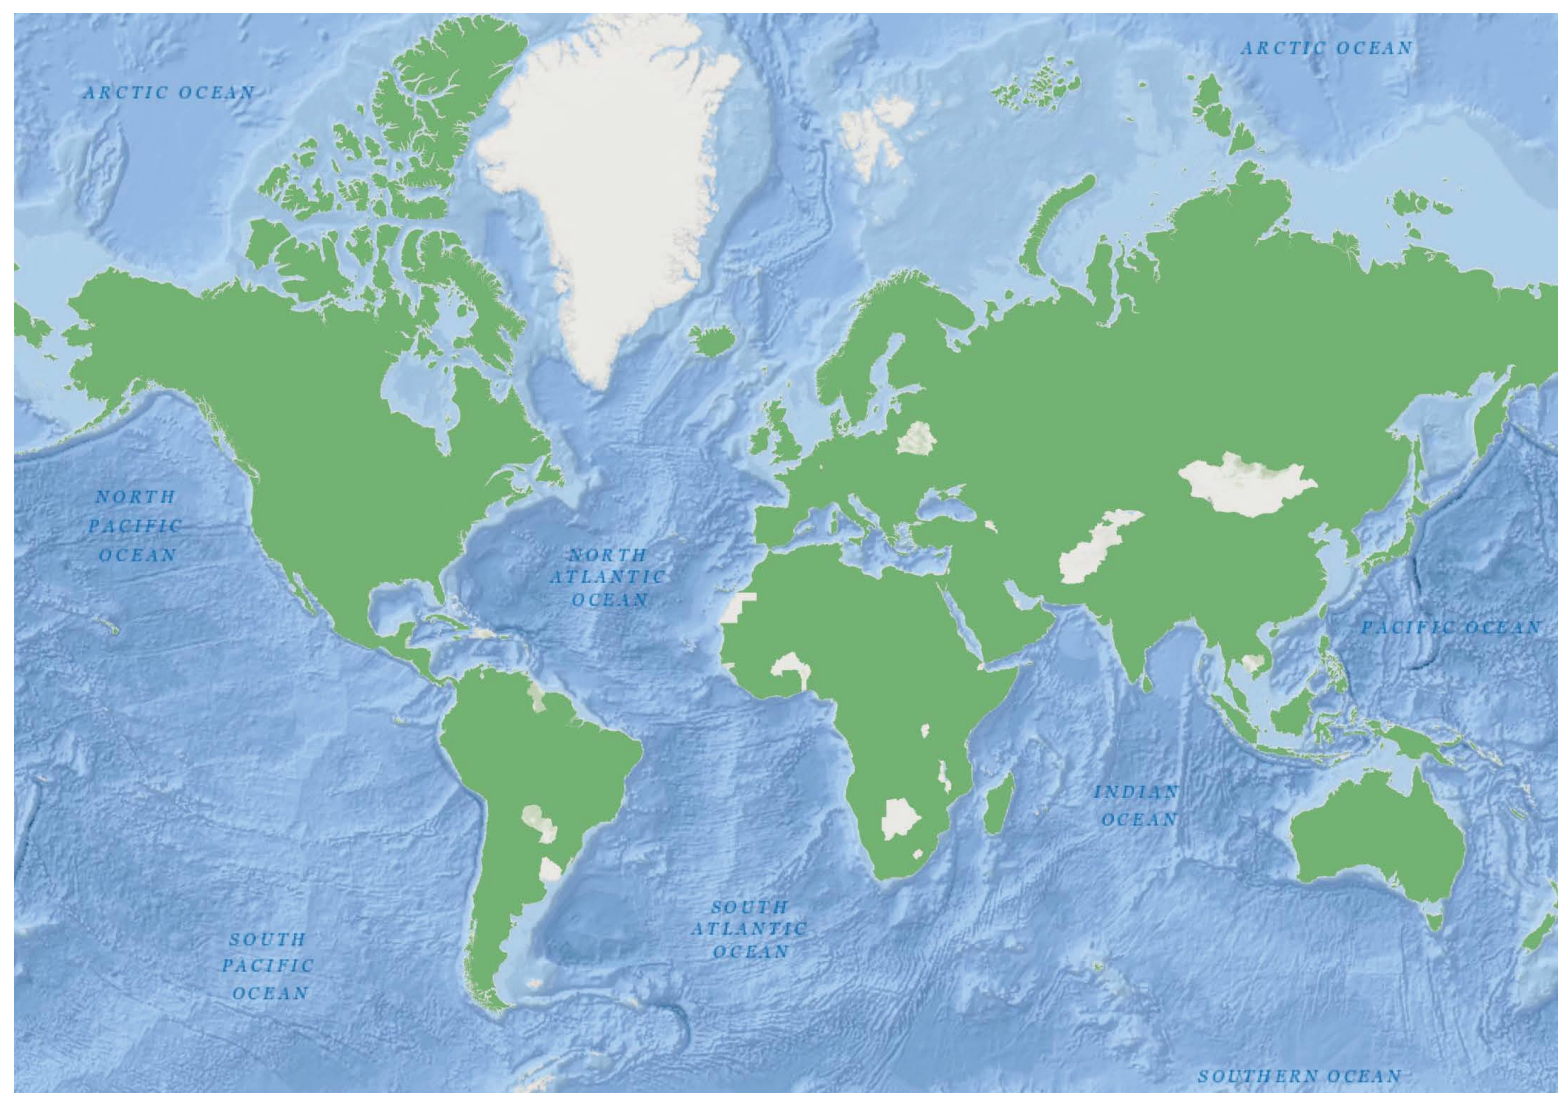 ARCTIC OCEAN
ARCTIC OCEAN
NORTH
PACIFIC
OCEAN
NORTH
ATLANTIC
OCEAN
PACIFIC OCEAN
INDIAN
OCEAN
SOUTH
ATLANTIC
OCEAN
SOUTH
PACIFIC
OCEAN
SOUTHERN OCEAN